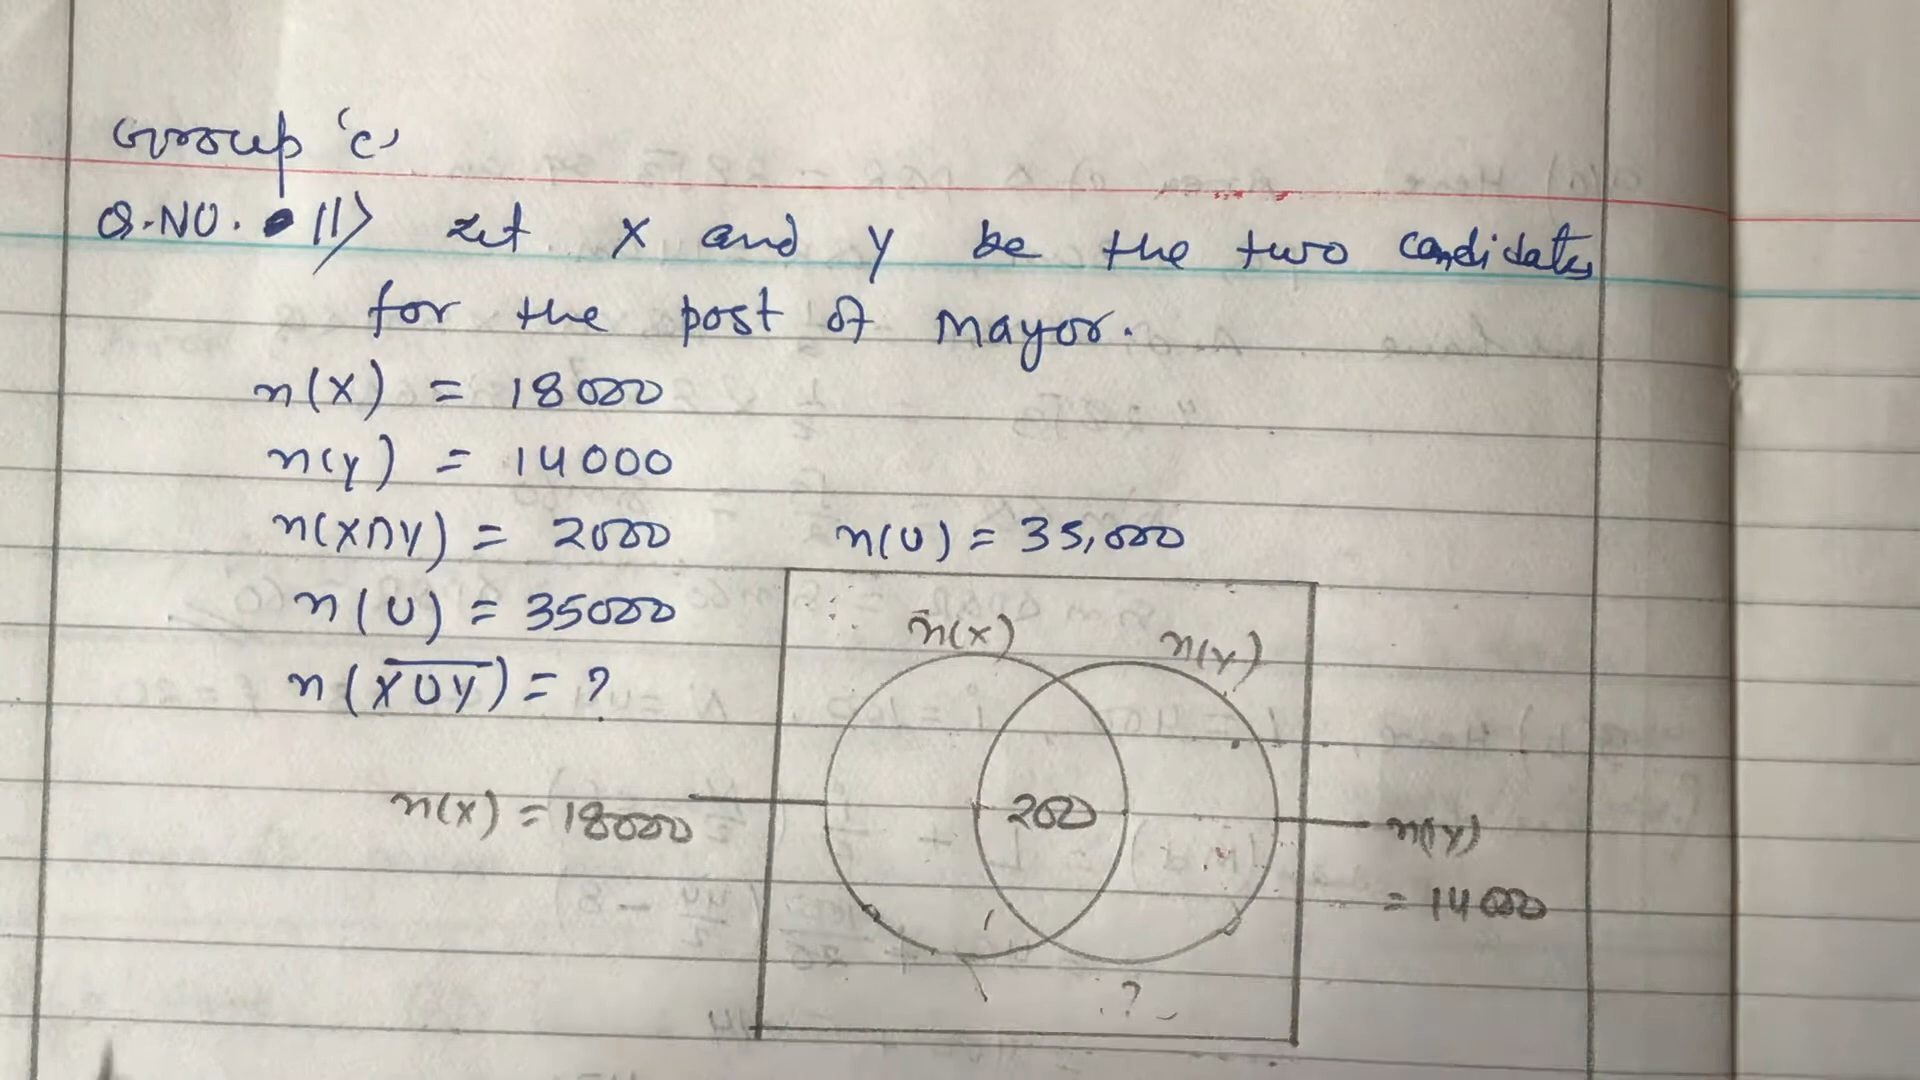 Group 'c'
Q.NO. 11> Let X and Y be the two candidates
for the post of Mayor.
n(X) = 18000
n(Y) = 14000
n(X∩Y) = 2000
n(U) = 35,000
n(U) = 35000
n(X) n(Y)
n(\overline{X∪Y}) = ?
n(X) = 18000
2000
n(Y)
= 14000
?